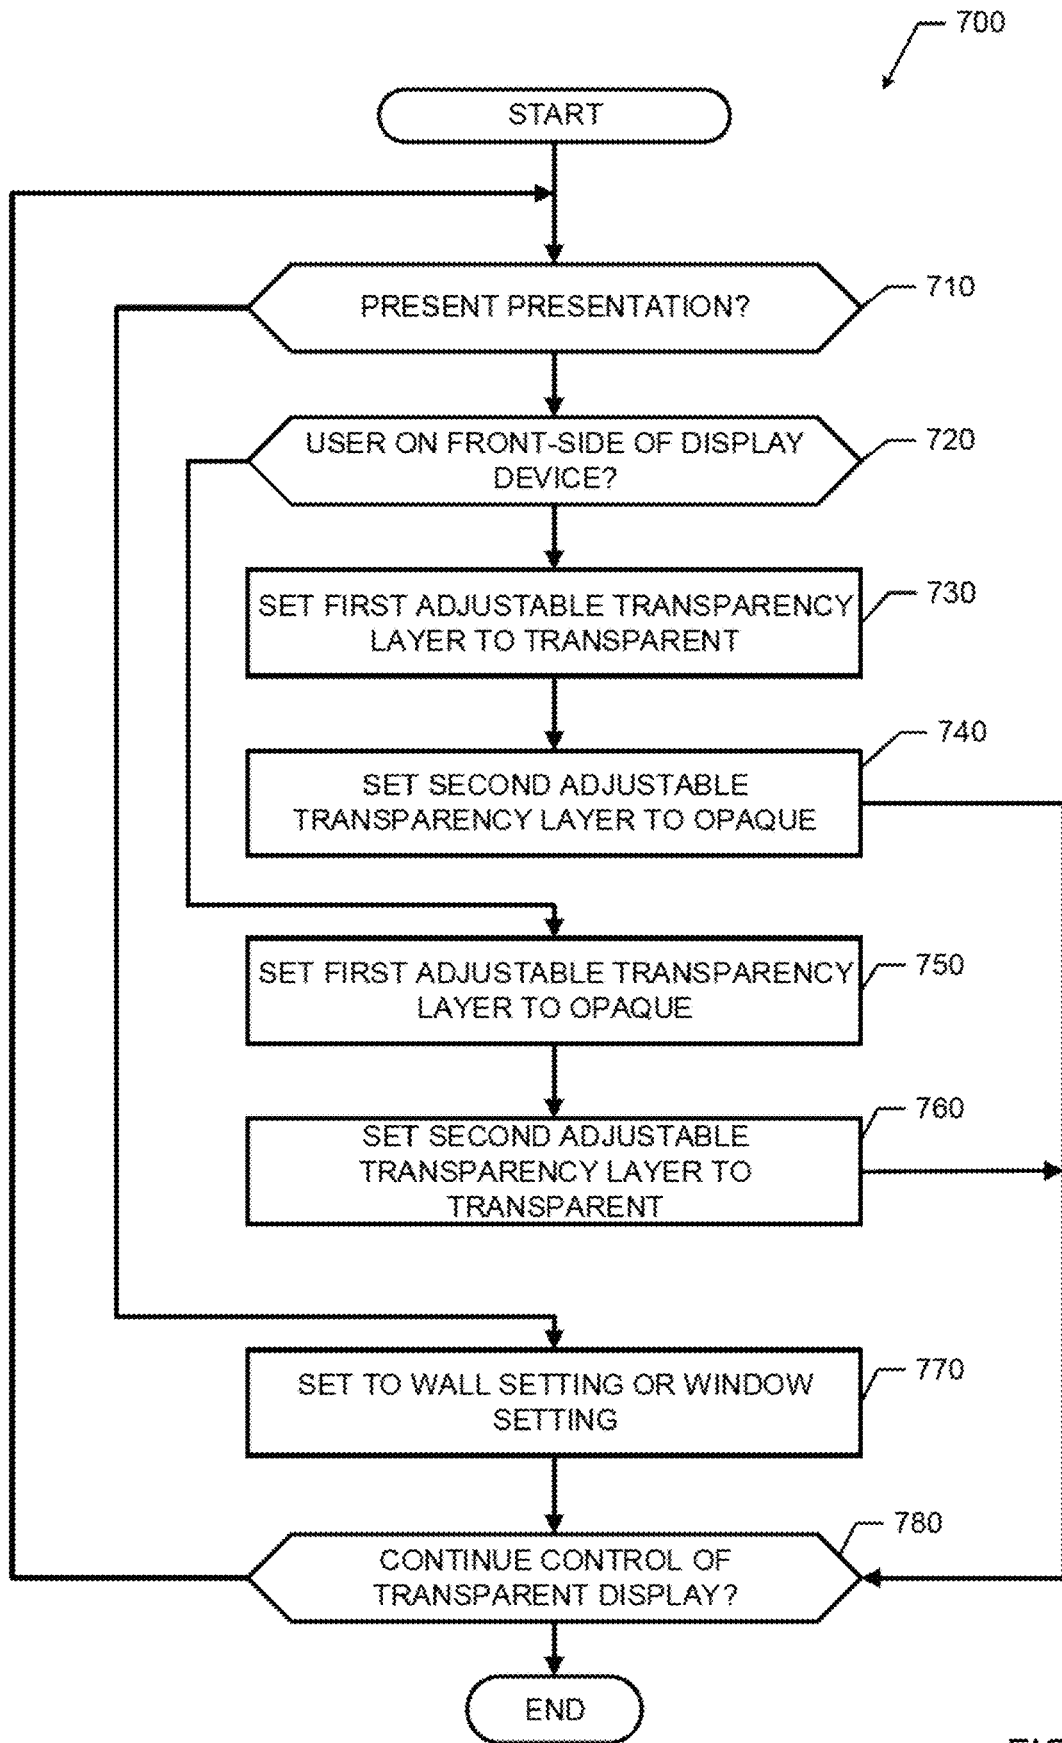 700
START
PRESENT PRESENTATION?
710
USER ON FRONT-SIDE OF DISPLAY
DEVICE?
720
SET FIRST ADJUSTABLE TRANSPARENCY
LAYER TO TRANSPARENT
730
SET SECOND ADJUSTABLE
TRANSPARENCY LAYER TO OPAQUE
740
SET FIRST ADJUSTABLE TRANSPARENCY
LAYER TO OPAQUE
750
SET SECOND ADJUSTABLE
TRANSPARENCY LAYER TO
TRANSPARENT
760
SET TO WALL SETTING OR WINDOW
SETTING
770
CONTINUE CONTROL OF
TRANSPARENT DISPLAY?
780
END